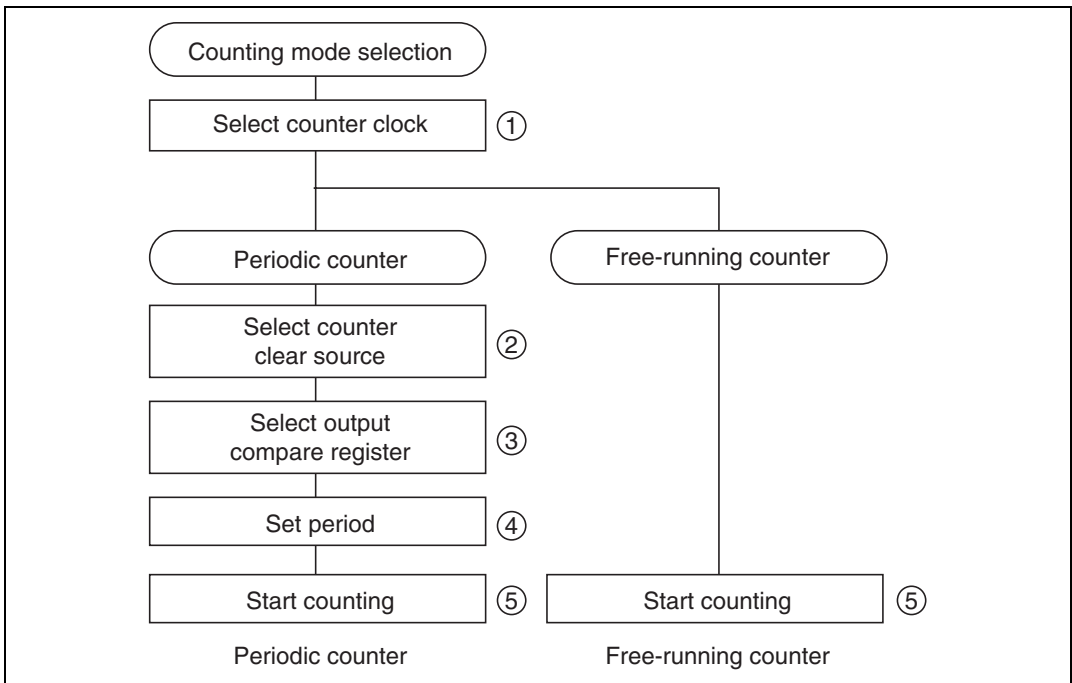 Counting mode selection
Select counter clock ①
Periodic counter
Free-running counter
Select counter
clear source ②
Select output
compare register ③
Set period ④
Start counting ⑤
Start counting ⑤
Periodic counter
Free-running counter